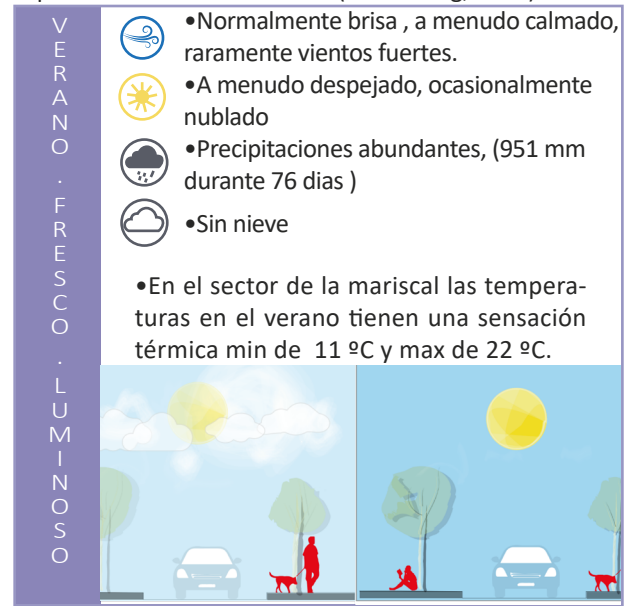 VERANO . FRESCO . LUMINOSO
•Normalmente brisa , a menudo calmado,
raramente vientos fuertes.
•A menudo despejado, ocasionalmente
nublado
•Precipitaciones abundantes, (951 mm
durante 76 dias )
•Sin nieve
•En el sector de la mariscal las tempera-
turas en el verano tienen una sensación
térmica min de 11 ºC y max de 22 ºC.